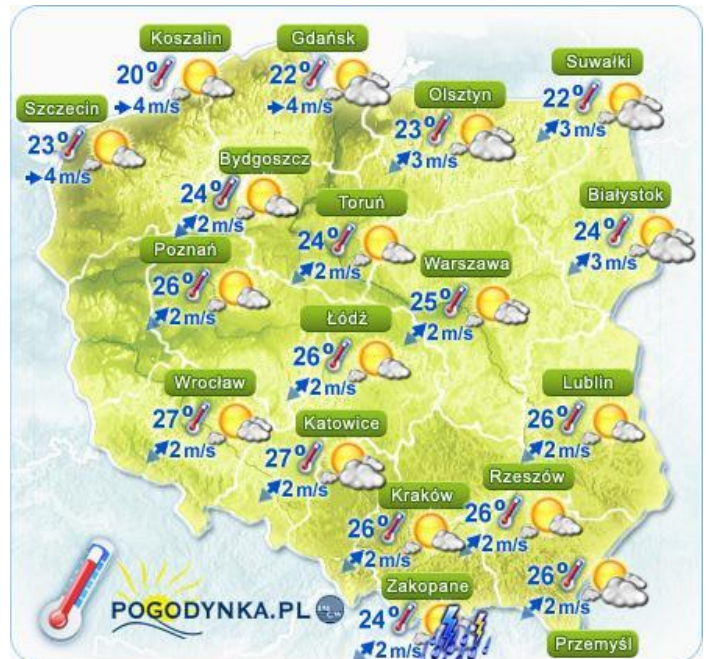 Koszalin
20°
4 m/s
Gdańsk
22°
4 m/s
Suwałki
22°
3 m/s
Szczecin
23°
4 m/s
Olsztyn
23°
3 m/s
Bydgoszcz
24°
2 m/s
Toruń
24°
2 m/s
Białystok
24°
3 m/s
Poznań
26°
2 m/s
Warszawa
25°
2 m/s
Łódź
26°
2 m/s
Wrocław
27°
2 m/s
Katowice
27°
2 m/s
Lublin
26°
2 m/s
Kraków
26°
2 m/s
Rzeszów
26°
2 m/s
Zakopane
24°
2 m/s
26°
2 m/s
Przemyśl
POGODYNKA.PL